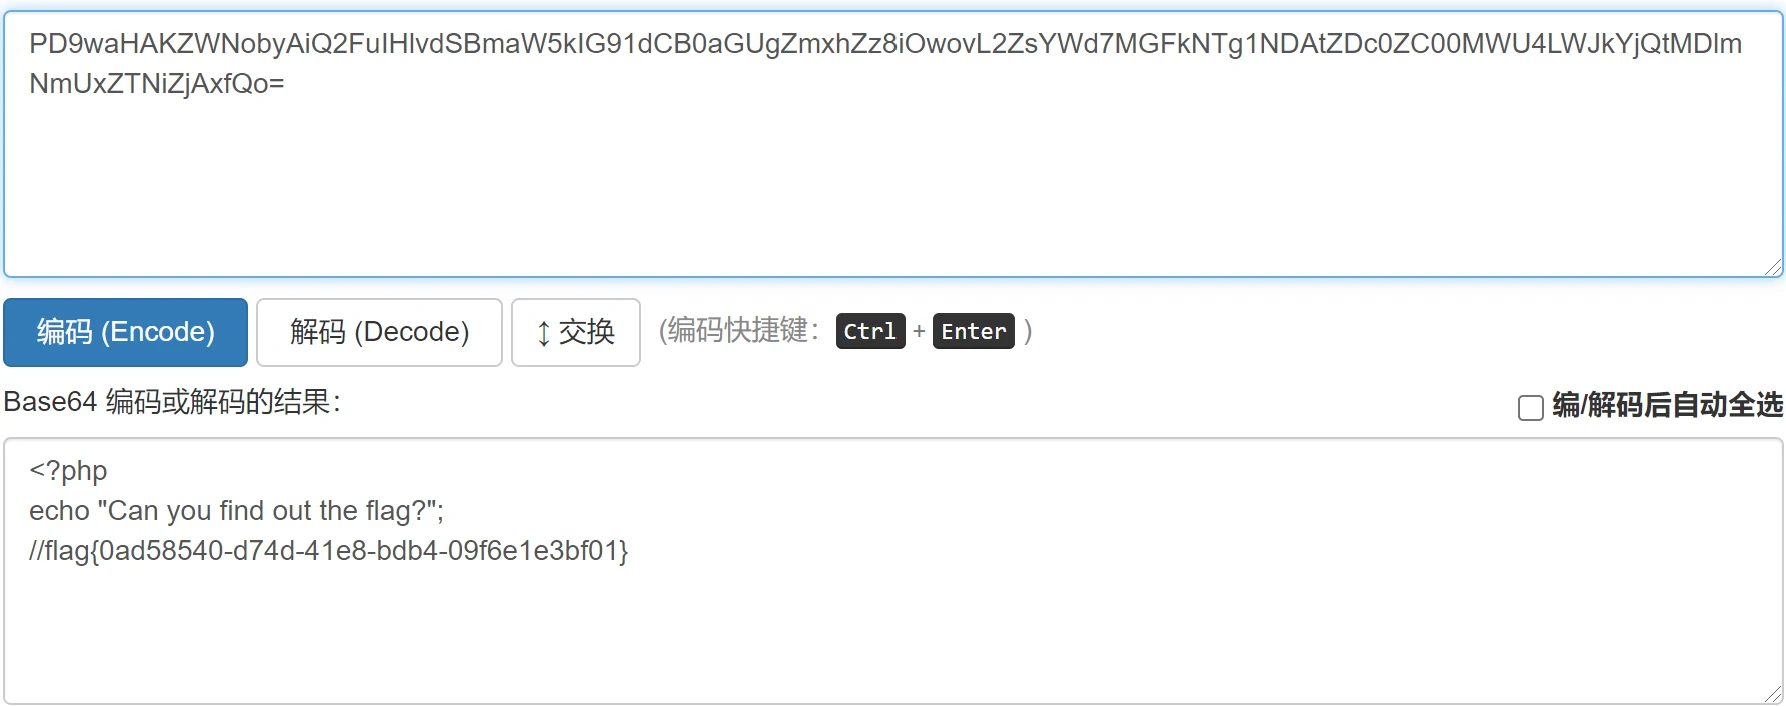 PD9waHAKZWNobyAiQ2FuIHlvdSBmaW5kIG91dCB0aGUgZmxhZz8iOwovL2ZsYWd7MGFkNTg1NDAtZDc0ZC00MWU4LWJkYjQtMDlm
NmUxZTNiZjAxfQo=
编码 (Encode)
解码 (Decode)
↕ 交换
(编码快捷键： Ctrl + Enter )
Base64 编码或解码的结果：
编/解码后自动全选
<?php
echo "Can you find out the flag?";
//flag{0ad58540-d74d-41e8-bdb4-09f6e1e3bf01}